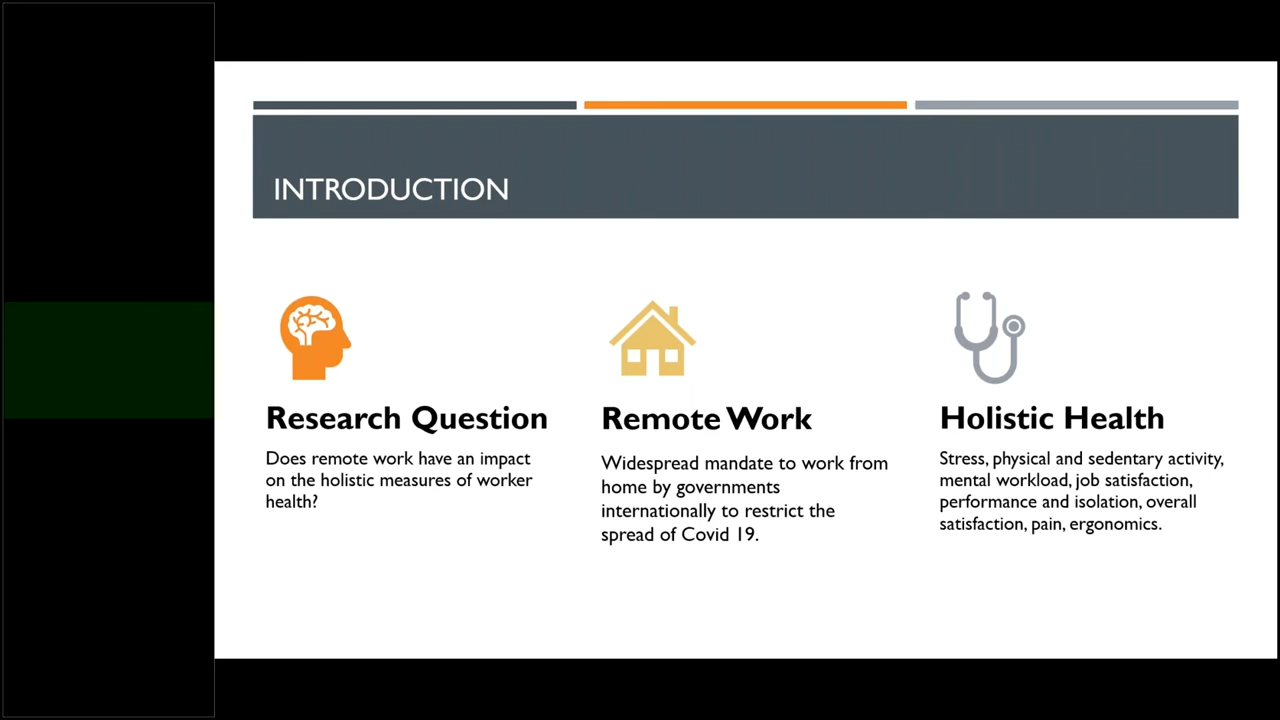 INTRODUCTION
Research Question
Does remote work have an impact
on the holistic measures of worker
health?
Remote Work
Widespread mandate to work from
home by governments
internationally to restrict the
spread of Covid 19.
Holistic Health
Stress, physical and sedentary activity,
mental workload, job satisfaction,
performance and isolation, overall
satisfaction, pain, ergonomics.